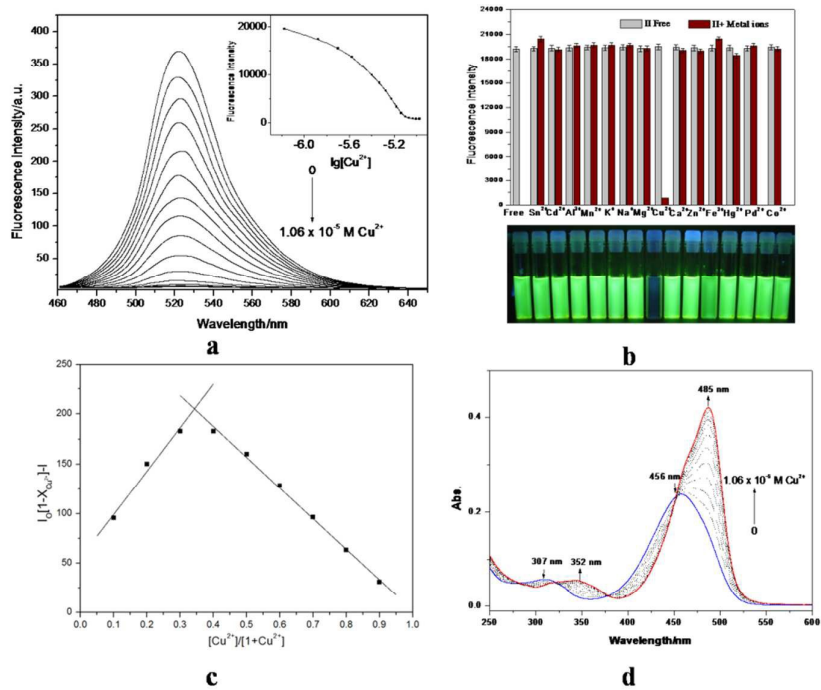 400
350
300
250
200
150
100
50
Fluorescence Intensity/a.u.
460 480 500 520 540 560 580 600 620 640
Wavelength/nm
20000
10000
0
Fluorescence Intensity
-6.0 -5.6 -5.2
lg[Cu²⁺]
0
1.06 x 10⁻⁵ M Cu²⁺
a
II Free II+ Metal ions
24000
21000
18000
15000
12000
9000
6000
3000
0
Fluorescence Intensity
Free Sn²⁺ Cd²⁺ Al³⁺ Mn²⁺ K⁺ Na⁺ Mg²⁺ Cu²⁺ Ca²⁺ Zn²⁺ Fe³⁺ Hg²⁺ Pd²⁺ Co²⁺
b
250
200
150
100
50
0
I₀[1-X_Cu²⁺]-I
0.0 0.1 0.2 0.3 0.4 0.5 0.6 0.7 0.8 0.9 1.0
[Cu²⁺]/[1+Cu²⁺]
c
485 nm
0.4
456 nm
1.06 x 10⁻⁵ M Cu²⁺
0
0.2
307 nm 352 nm
0.0
Abs.
250 300 350 400 450 500 550 600
Wavelength/nm
d